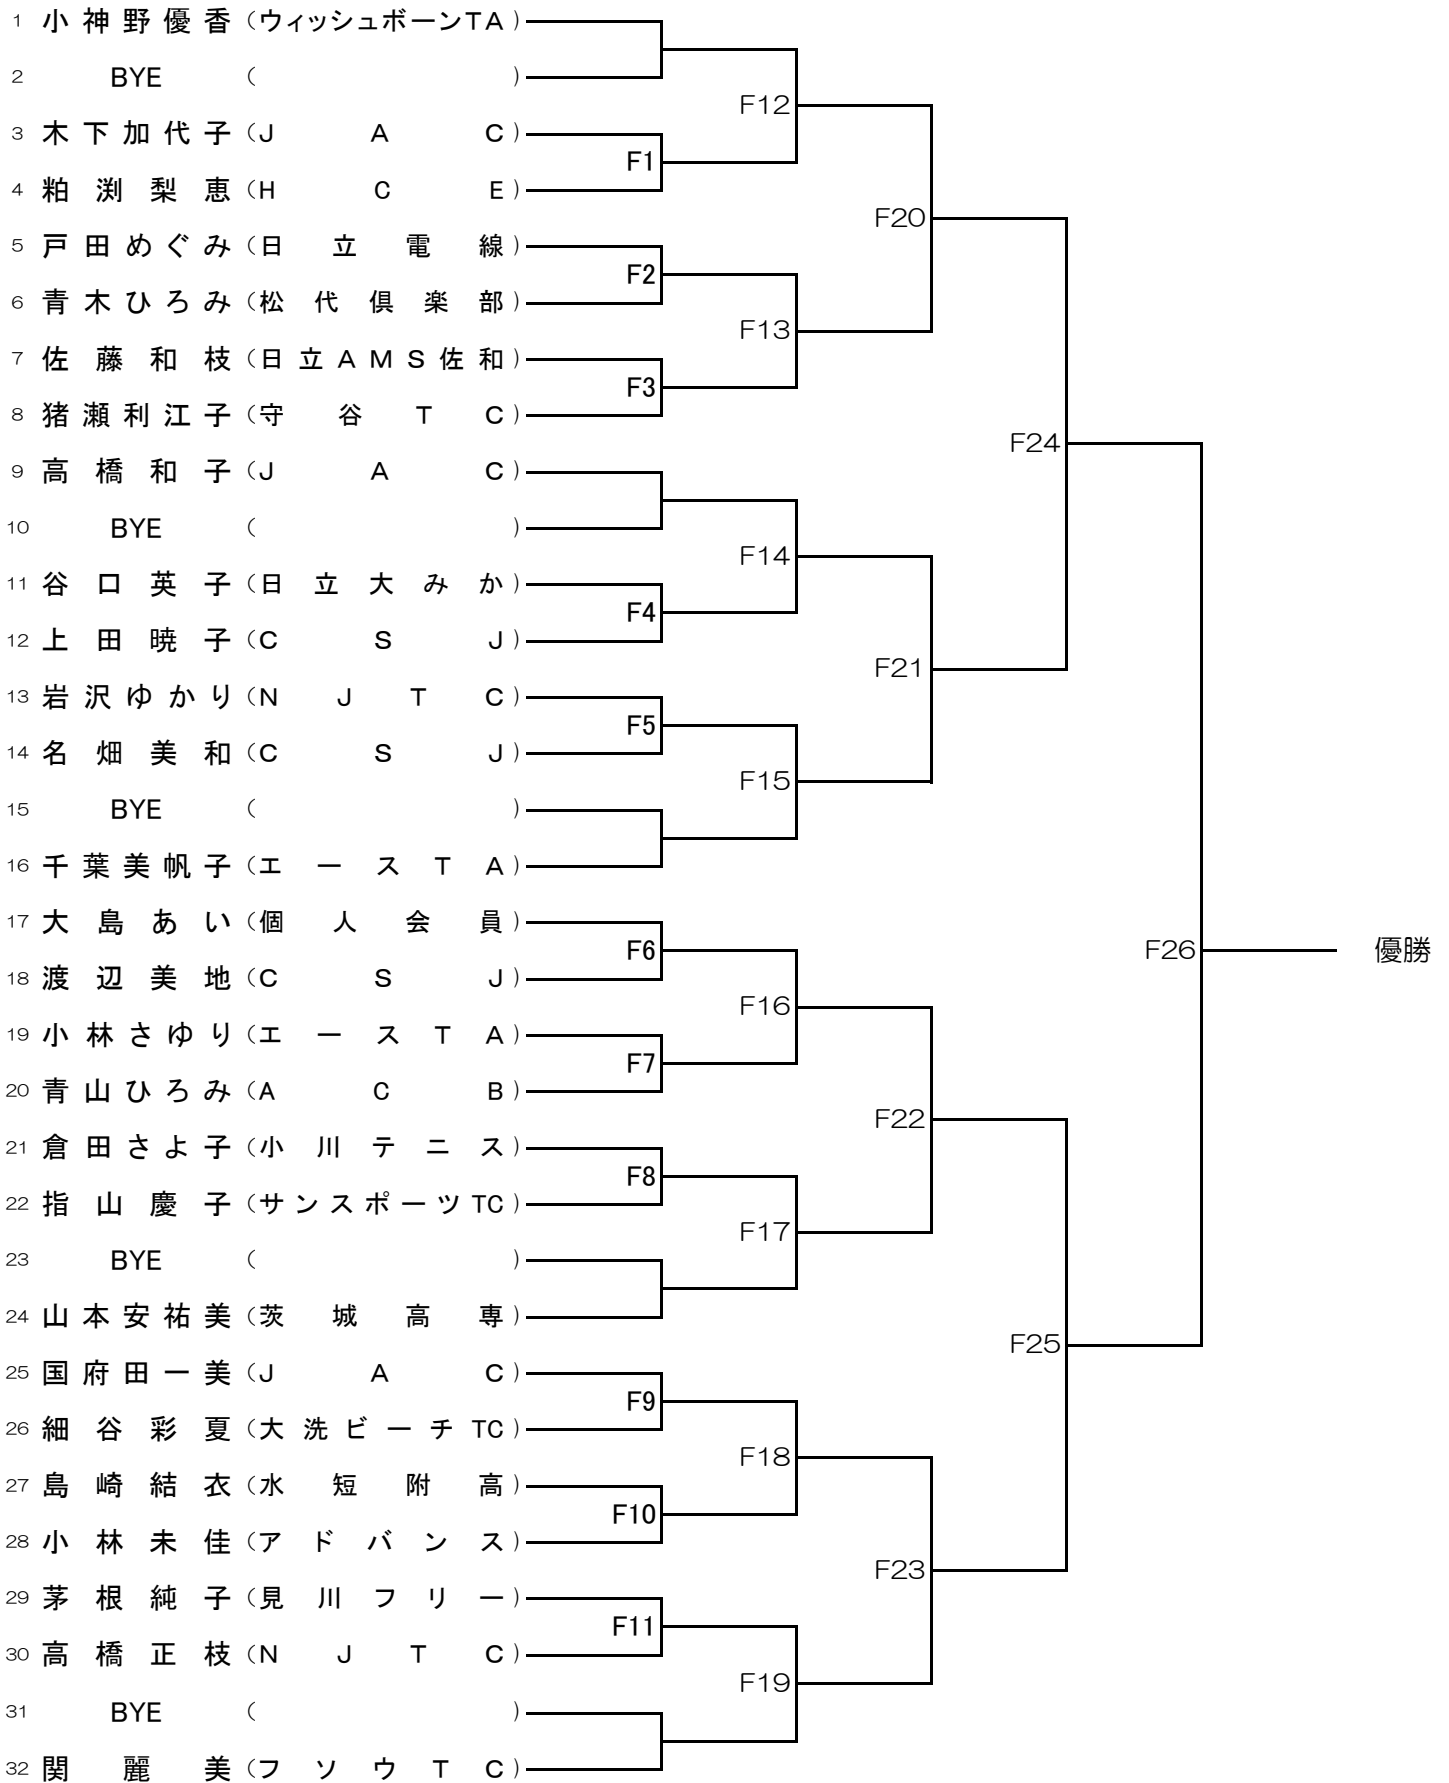 1 小神野優香 (ウィッシュボーンTA)
2 BYE ( )
F12
3 木下加代子 (JAC)
F1
4 粕渕梨恵 (HCE)
F20
5 戸田めぐみ (日立電線)
F2
6 青木ひろみ (松代倶楽部)
F13
7 佐藤和枝 (日立AMS佐和)
F3
8 猪瀬利江子 (守谷TC)
F24
9 高橋和子 (JAC)
10 BYE ( )
F14
11 谷口英子 (日立大みか)
F4
12 上田暁子 (CSJ)
F21
13 岩沢ゆかり (NJTC)
F5
14 名畑美和 (CSJ)
F15
15 BYE ( )
16 千葉美帆子 (エースTA)
17 大島あい (個人会員)
F6
F26 優勝
18 渡辺美地 (CSJ)
F16
19 小林さゆり (エースTA)
F7
20 青山ひろみ (ACB)
F22
21 倉田さよ子 (小川テニス)
F8
22 指山慶子 (サンスポーツTC)
F17
23 BYE ( )
24 山本安祐美 (茨城高専)
F25
25 国府田一美 (JAC)
F9
26 細谷彩夏 (大洗ビーチTC)
F18
27 島崎結衣 (水短附高)
F10
28 小林未佳 (アドバンス)
F23
29 茅根純子 (見川フリー)
F11
30 高橋正枝 (NJTC)
F19
31 BYE ( )
32 関麗美 (フソウTC)